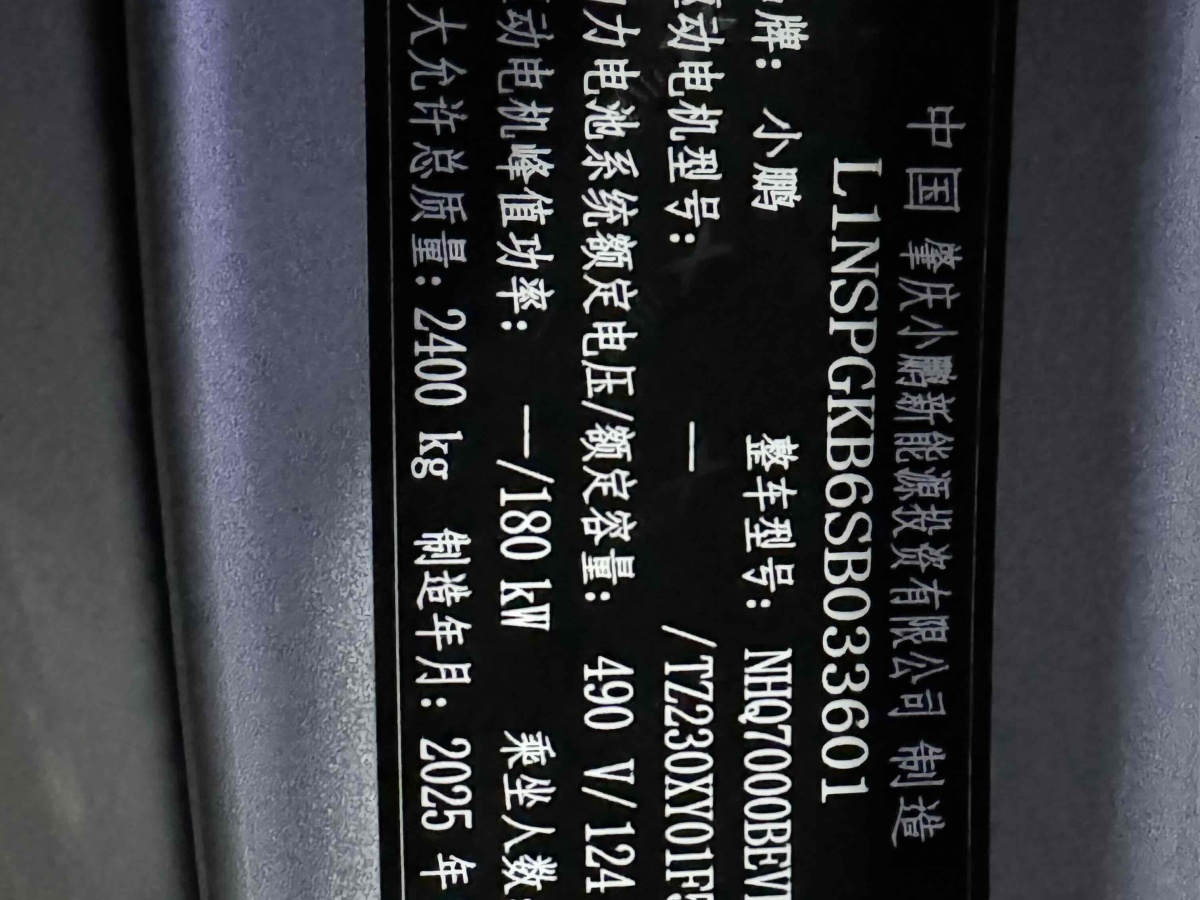 中国 肇庆小鹏新能源投资有限公司 制造
L1NSPGKB6SB033601
牌：小鹏 整车型号：NHQ7000BEV
动电机型号： — /TZ230XY01F
力电池系统额定电压/额定容量： 490 V/124
动电机峰值功率： —/180 kW 乘坐人数：
大允许总质量：2400 kg 制造年月：2025 年